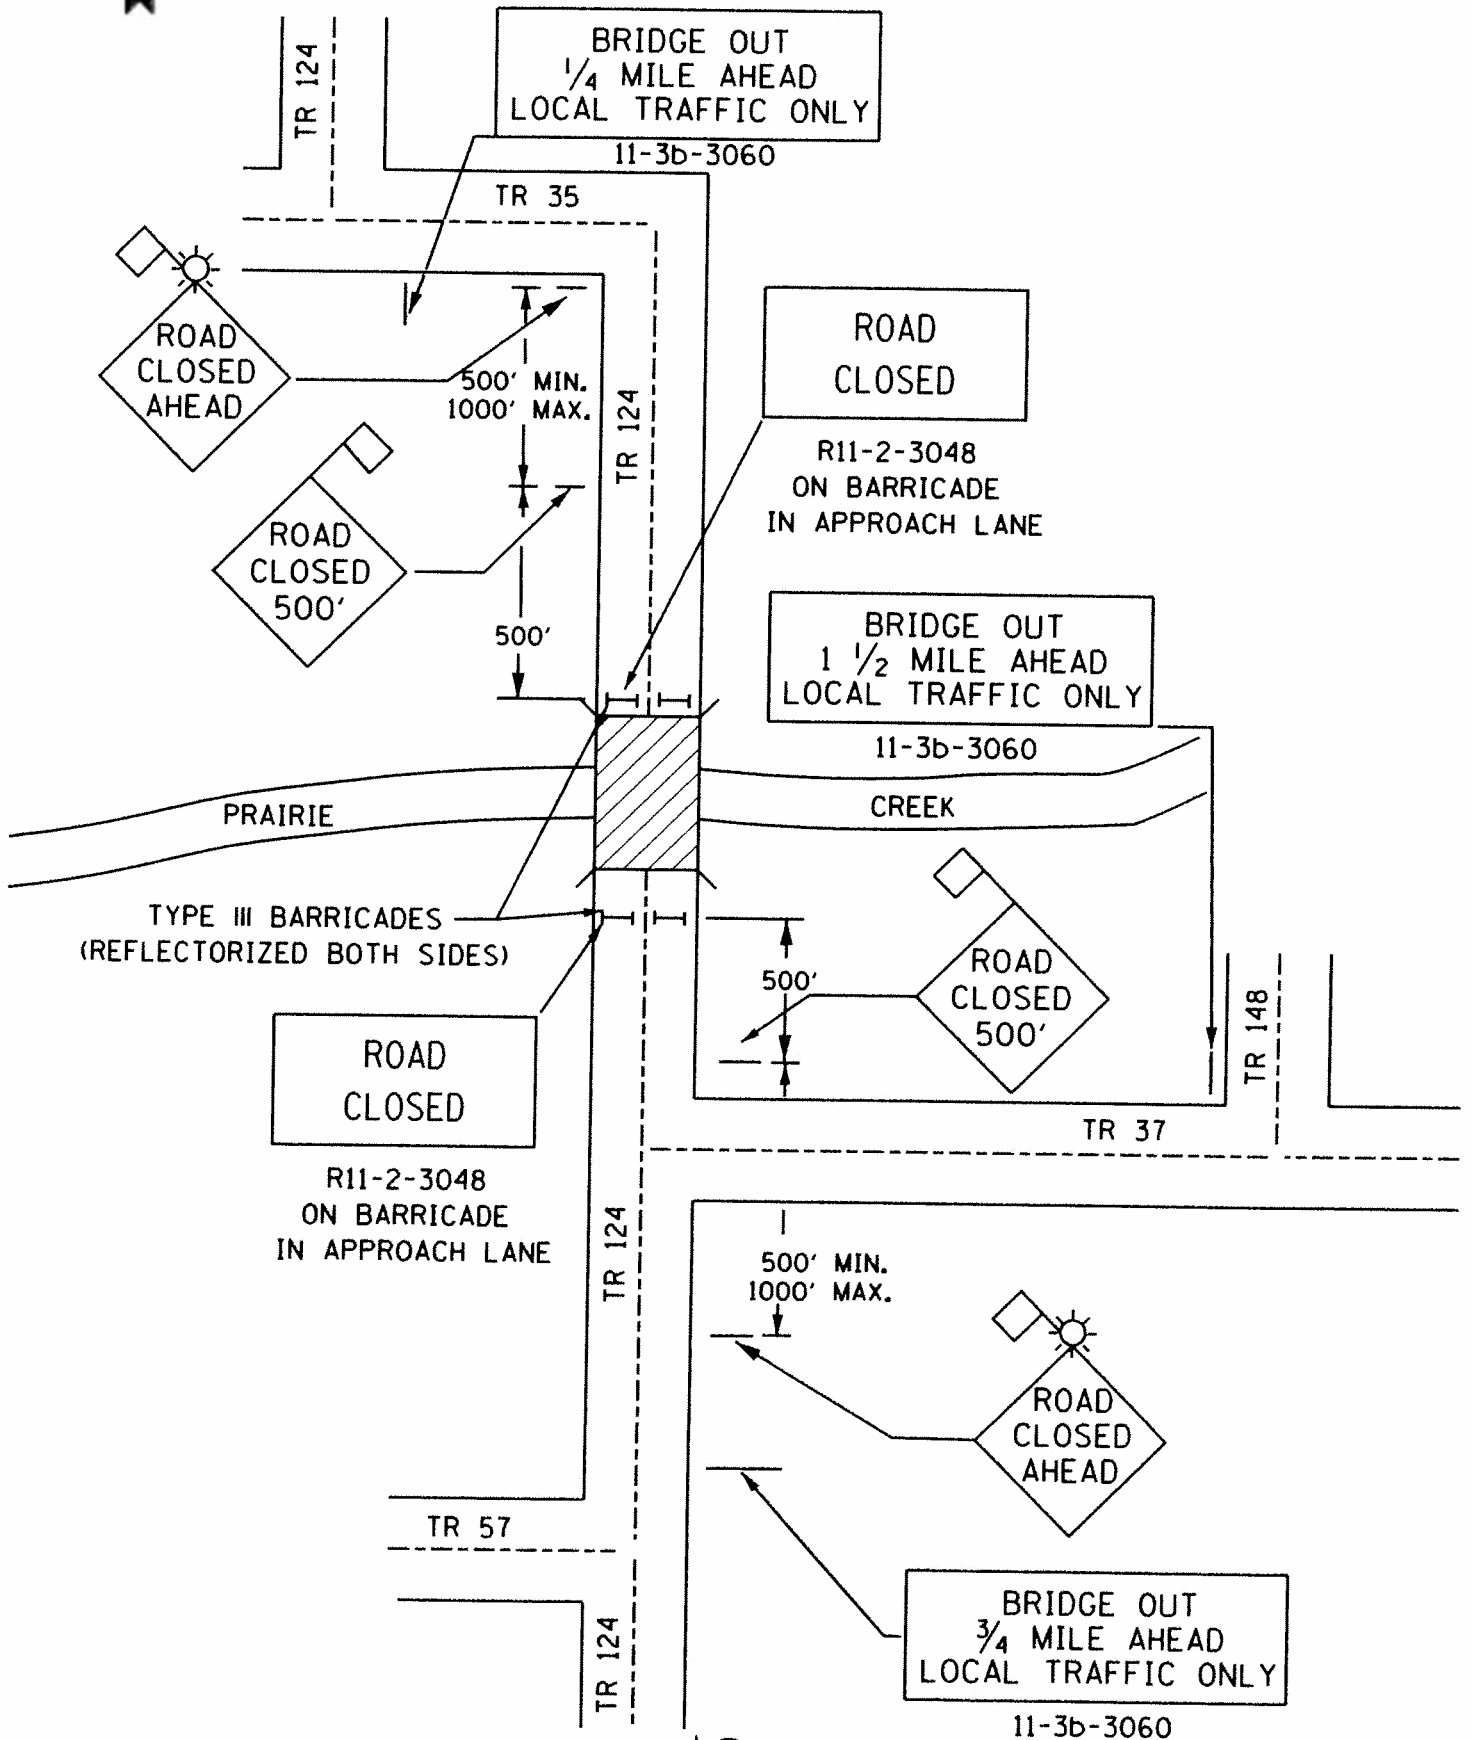 TR 124
BRIDGE OUT
1/4 MILE AHEAD
LOCAL TRAFFIC ONLY
11-3b-3060
TR 35
ROAD
CLOSED
AHEAD
500' MIN.
1000' MAX.
TR 124
ROAD
CLOSED
R11-2-3048
ON BARRICADE
IN APPROACH LANE
ROAD
CLOSED
500'
500'
BRIDGE OUT
1 1/2 MILE AHEAD
LOCAL TRAFFIC ONLY
11-3b-3060
PRAIRIE
CREEK
TYPE III BARRICADES
(REFLECTORIZED BOTH SIDES)
500'
ROAD
CLOSED
500'
TR 148
ROAD
CLOSED
R11-2-3048
ON BARRICADE
IN APPROACH LANE
TR 37
TR 124
500' MIN.
1000' MAX.
ROAD
CLOSED
AHEAD
TR 57
TR 124
BRIDGE OUT
3/4 MILE AHEAD
LOCAL TRAFFIC ONLY
11-3b-3060